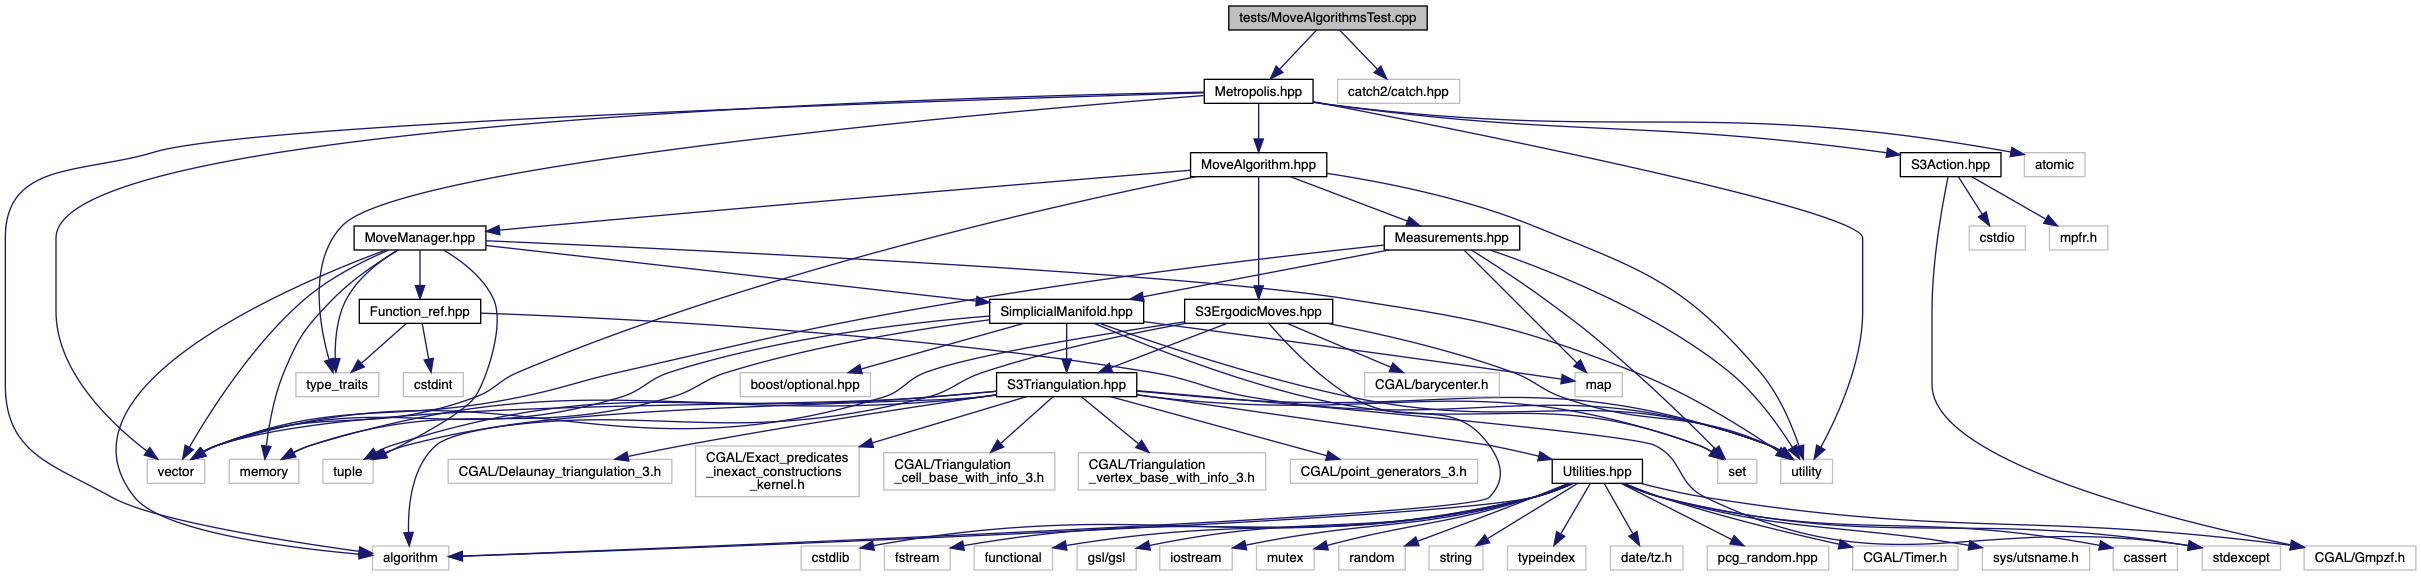 tests/MoveAlgorithmsTest.cpp
Metropolis.hpp
catch2/catch.hpp
MoveAlgorithm.hpp
S3Action.hpp
atomic
MoveManager.hpp
Measurements.hpp
cstdio
mpfr.h
Function_ref.hpp
SimplicialManifold.hpp
S3ErgodicMoves.hpp
type_traits
cstdint
boost/optional.hpp
S3Triangulation.hpp
CGAL/barycenter.h
map
vector
memory
tuple
CGAL/Delaunay_triangulation_3.h
CGAL/Exact_predicates
_inexact_constructions
_kernel.h
CGAL/Triangulation
_cell_base_with_info_3.h
CGAL/Triangulation
_vertex_base_with_info_3.h
CGAL/point_generators_3.h
Utilities.hpp
set
utility
algorithm
cstdlib
fstream
functional
gsl/gsl
iostream
mutex
random
string
typeindex
date/tz.h
pcg_random.hpp
CGAL/Timer.h
sys/utsname.h
cassert
stdexcept
CGAL/Gmpzf.h